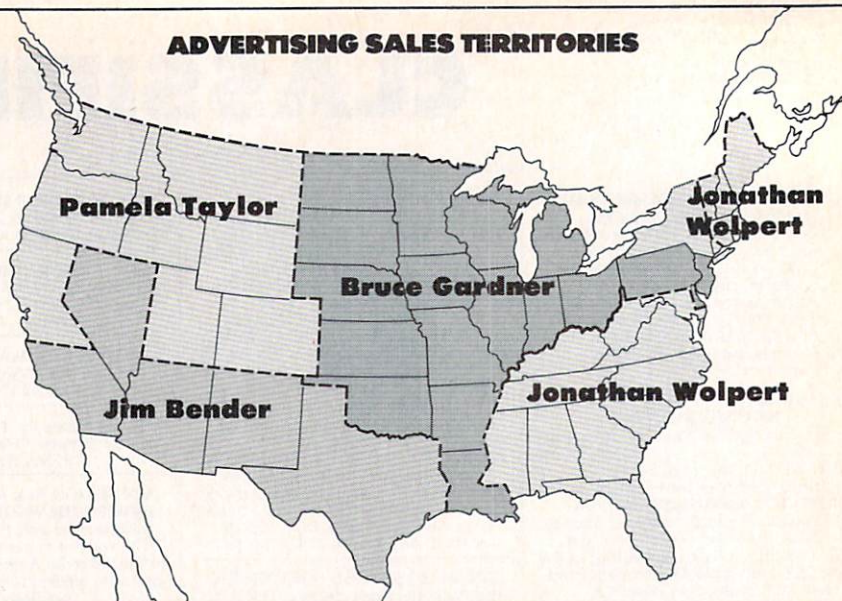 ADVERTISING SALES TERRITORIES
Pamela Taylor
Jonathan
Wolpert
Bruce Gardner
Jim Bender
Jonathan Wolpert